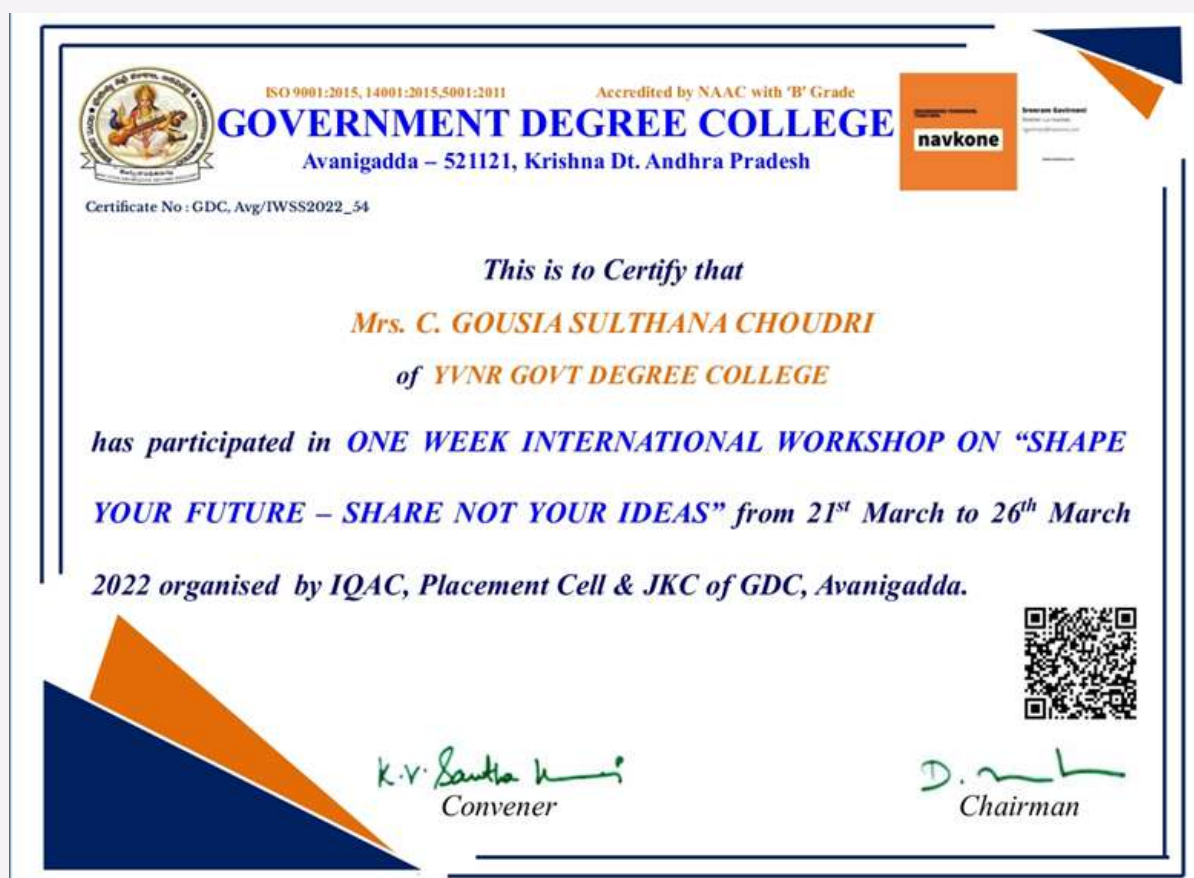 ISO 9001:2015, 14001:2015,5001:2011 Accredited by NAAC with ‘B’ Grade
GOVERNMENT DEGREE COLLEGE
Avanigadda – 521121, Krishna Dt. Andhra Pradesh
navkone
Certificate No : GDC, Avg/IWSS2022_54
This is to Certify that
Mrs. C. GOUSIA SULTHANA CHOUDRI
of YVNR GOVT DEGREE COLLEGE
has participated in ONE WEEK INTERNATIONAL WORKSHOP ON “SHAPE
YOUR FUTURE – SHARE NOT YOUR IDEAS” from 21st March to 26th March
2022 organised by IQAC, Placement Cell & JKC of GDC, Avanigadda.
K.V. Santha
Convener
D.
Chairman